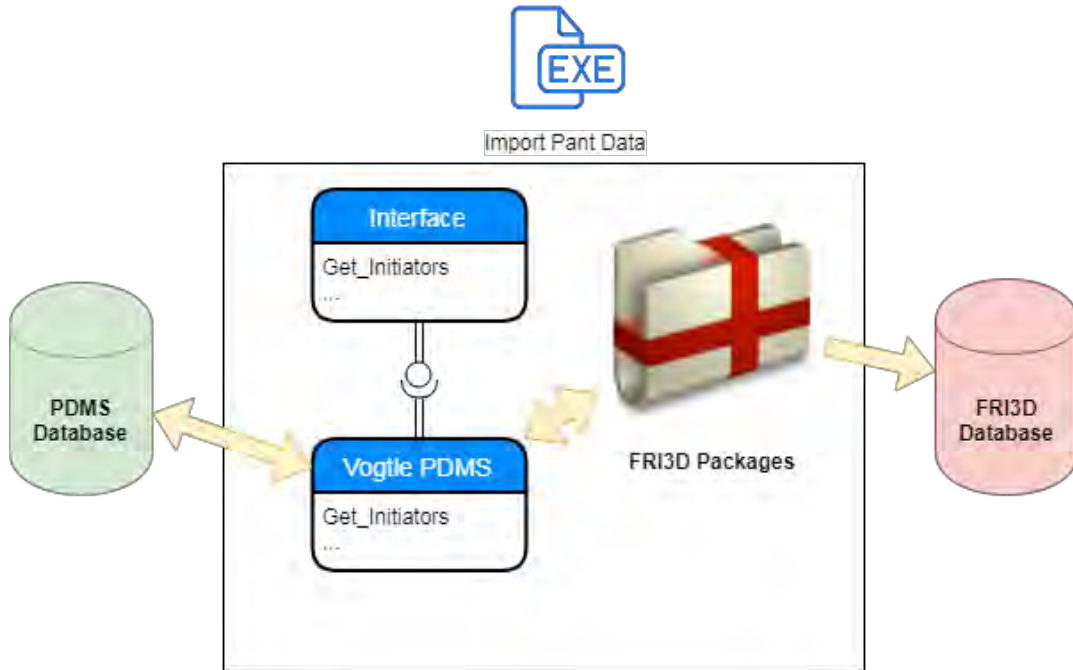 EXE
Import Pant Data
Interface
Get_Initiators
...
PDMS
Database
Vogtle PDMS
Get_Initiators
...
FRI3D Packages
FRI3D
Database